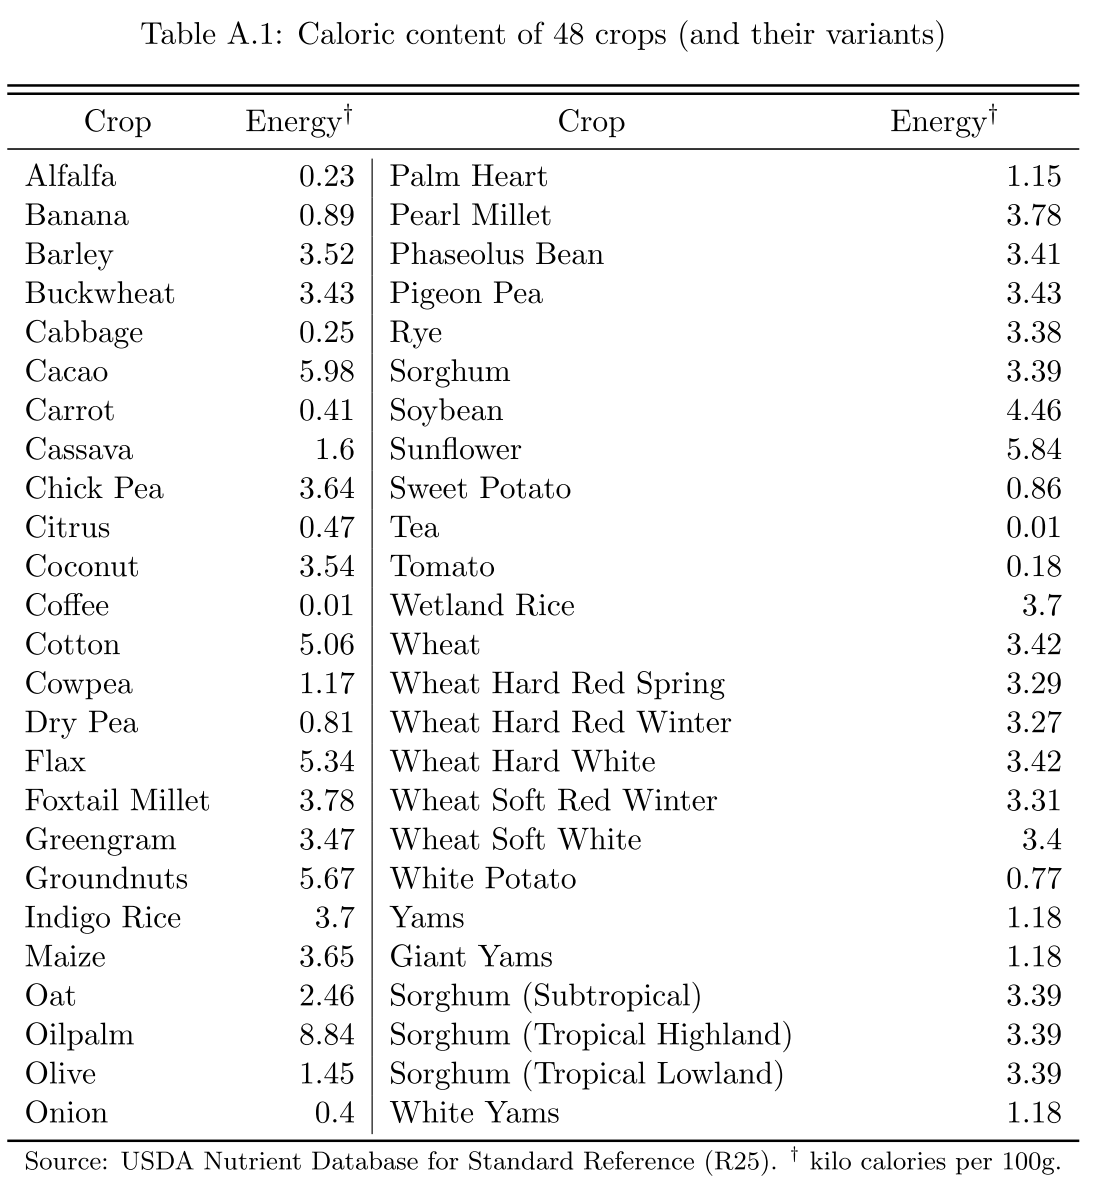 Table A.1: Caloric content of 48 crops (and their variants)
Crop Energy† Crop Energy†
Alfalfa 0.23 Palm Heart 1.15
Banana 0.89 Pearl Millet 3.78
Barley 3.52 Phaseolus Bean 3.41
Buckwheat 3.43 Pigeon Pea 3.43
Cabbage 0.25 Rye 3.38
Cacao 5.98 Sorghum 3.39
Carrot 0.41 Soybean 4.46
Cassava 1.6 Sunflower 5.84
Chick Pea 3.64 Sweet Potato 0.86
Citrus 0.47 Tea 0.01
Coconut 3.54 Tomato 0.18
Coffee 0.01 Wetland Rice 3.7
Cotton 5.06 Wheat 3.42
Cowpea 1.17 Wheat Hard Red Spring 3.29
Dry Pea 0.81 Wheat Hard Red Winter 3.27
Flax 5.34 Wheat Hard White 3.42
Foxtail Millet 3.78 Wheat Soft Red Winter 3.31
Greengram 3.47 Wheat Soft White 3.4
Groundnuts 5.67 White Potato 0.77
Indigo Rice 3.7 Yams 1.18
Maize 3.65 Giant Yams 1.18
Oat 2.46 Sorghum (Subtropical) 3.39
Oilpalm 8.84 Sorghum (Tropical Highland) 3.39
Olive 1.45 Sorghum (Tropical Lowland) 3.39
Onion 0.4 White Yams 1.18
Source: USDA Nutrient Database for Standard Reference (R25). † kilo calories per 100g.